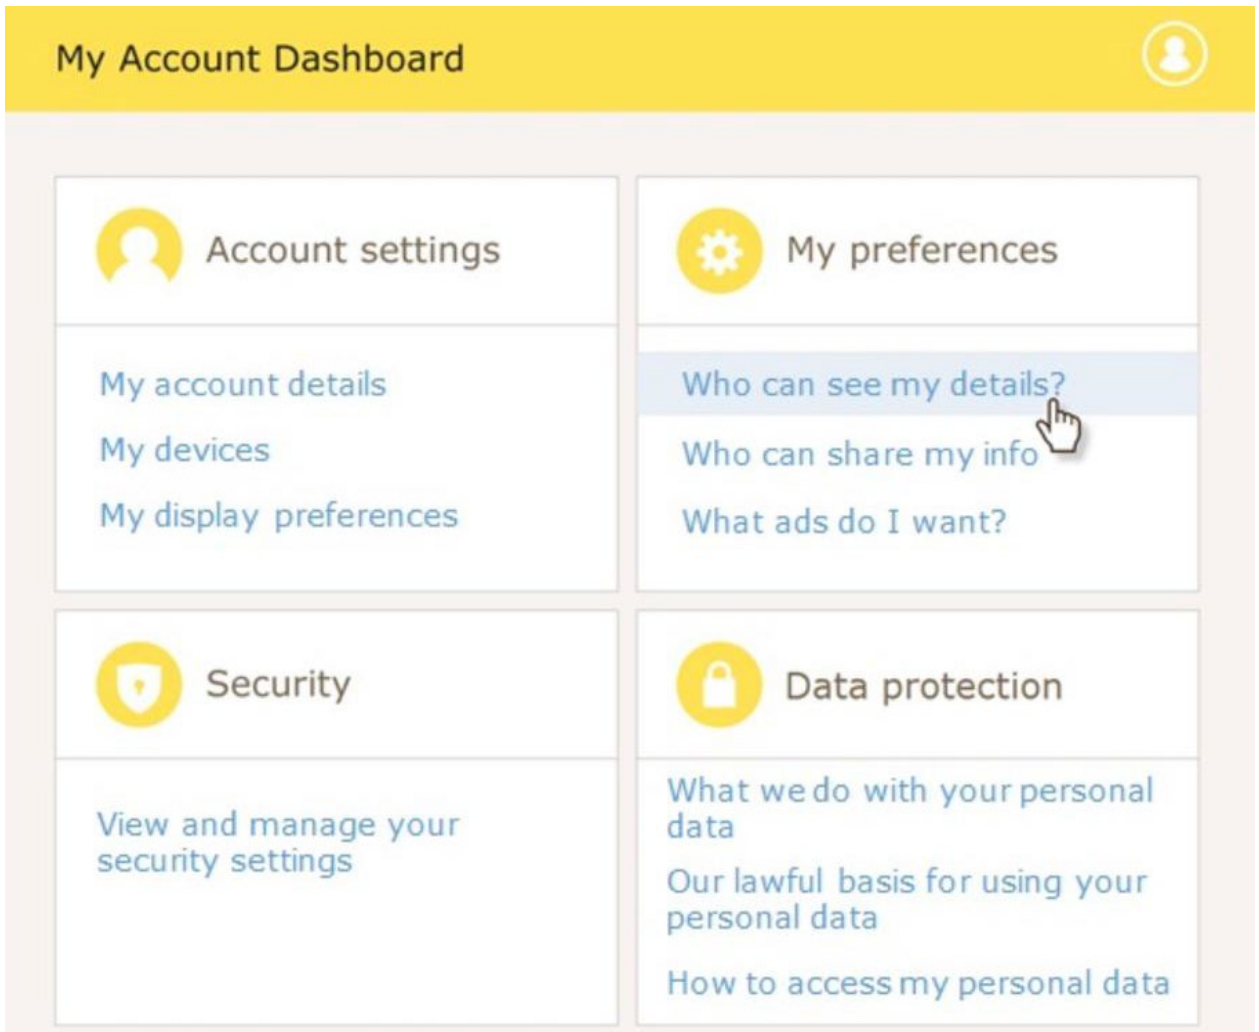 My Account Dashboard
Account settings
My account details
My devices
My display preferences
My preferences
Who can see my details?
Who can share my info
What ads do I want?
Security
View and manage your
security settings
Data protection
What we do with your personal
data
Our lawful basis for using your
personal data
How to access my personal data